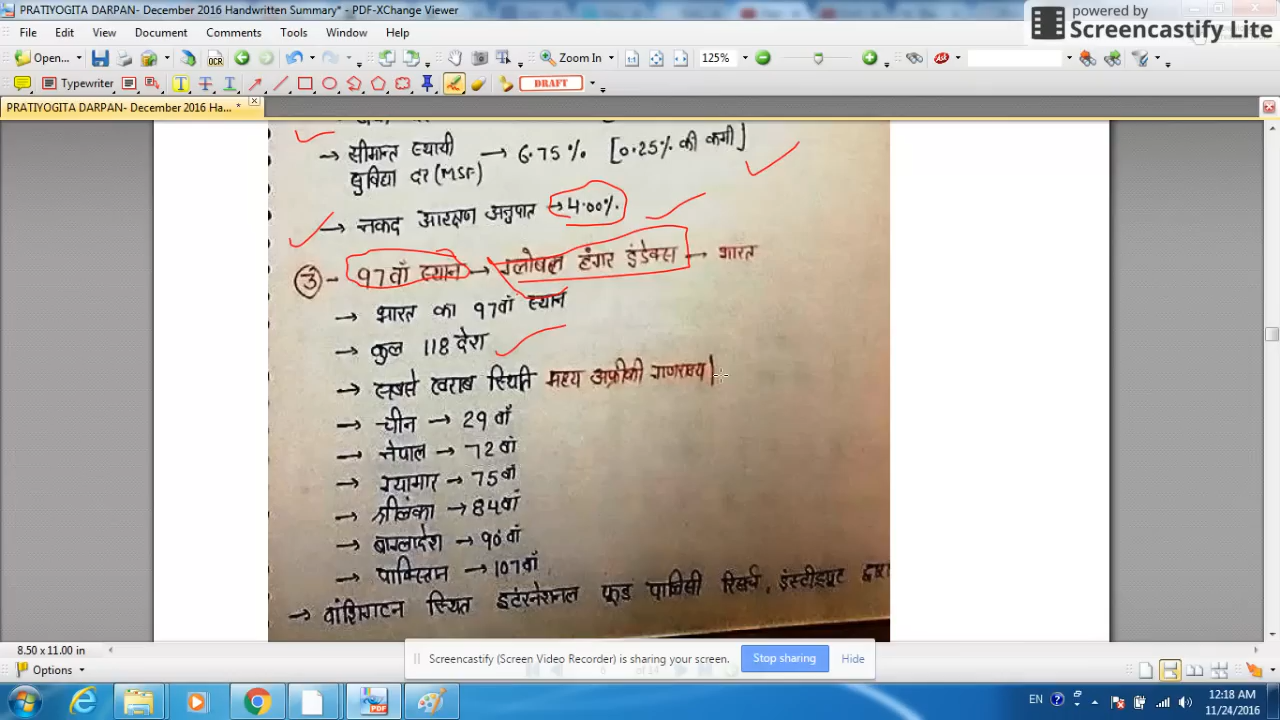 PRATIYOGITA DARPAN- December 2016 Handwritten Summary* - PDF-XChange Viewer
powered by
Screencastify Lite
File Edit View Document Comments Tools Window Help
Open... OCR Zoom In 125%
Typewriter DRAFT
PRATIYOGITA DARPAN- December 2016 Ha... *
→ सीमान्त स्थायी → 6.75% [0.25% की कमी]
सुविधा दर (MSF)
→ नकद आरक्षण अनुपात → 4.00%
③ - 97वाँ स्थान → ग्लोबल हंगर इंडेक्स → भारत
→ भारत का 97वाँ स्थान
→ कुल 118 देश
→ सबसे खराब स्थिति मध्य अफ्रीकी गणराज्य |
→ चीन → 29 वाँ
→ नेपाल → 72 वां
→ म्यामार → 75 वाँ
→ श्रीलंका → 84 वाँ
→ बांग्लादेश → 90 वाँ
→ पाकिस्तान → 107 वाँ
→ वांशिगटन स्थित इंटरनेशनल फूड पॉलिसी रिसर्च, इंस्टीट्यूट द्वारा
8.50 x 11.00 in
Screencastify (Screen Video Recorder) is sharing your screen. Stop sharing Hide
Options of 14
EN 12:18 AM
11/24/2016